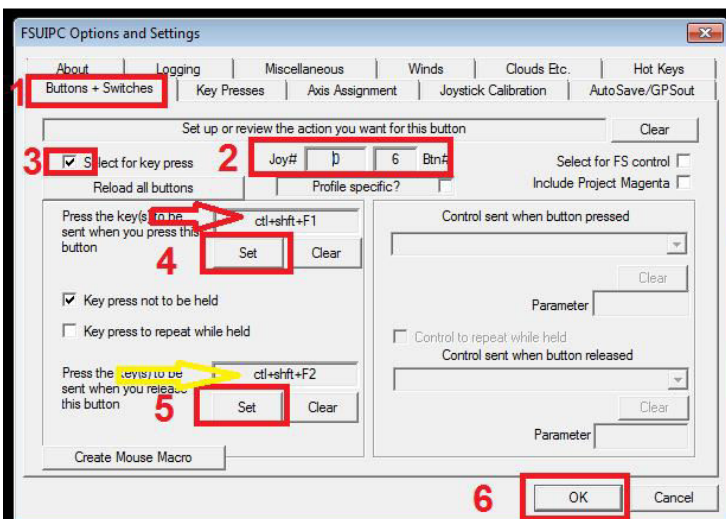 FSUIPC Options and Settings
About Logging Miscellaneous Winds Clouds Etc. Hot Keys
1 Buttons + Switches Key Presses Axis Assignment Joystick Calibration AutoSave/GPSout
Set up or review the action you want for this button Clear
3 Select for key press 2 Joy# 0 6 Btn# Select for FS control
Reload all buttons Profile specific? Include Project Magenta
Press the key(s) to be
sent when you press this
button
ctl+shft+F1
4 Set Clear
Key press not to be held
Key press to repeat while held
Press the key(s) to be
sent when you release
this button
ctl+shft+F2
5 Set Clear
Create Mouse Macro
Control sent when button pressed
Clear
Parameter
Control to repeat while held
Control sent when button released
Clear
Parameter
6 OK Cancel